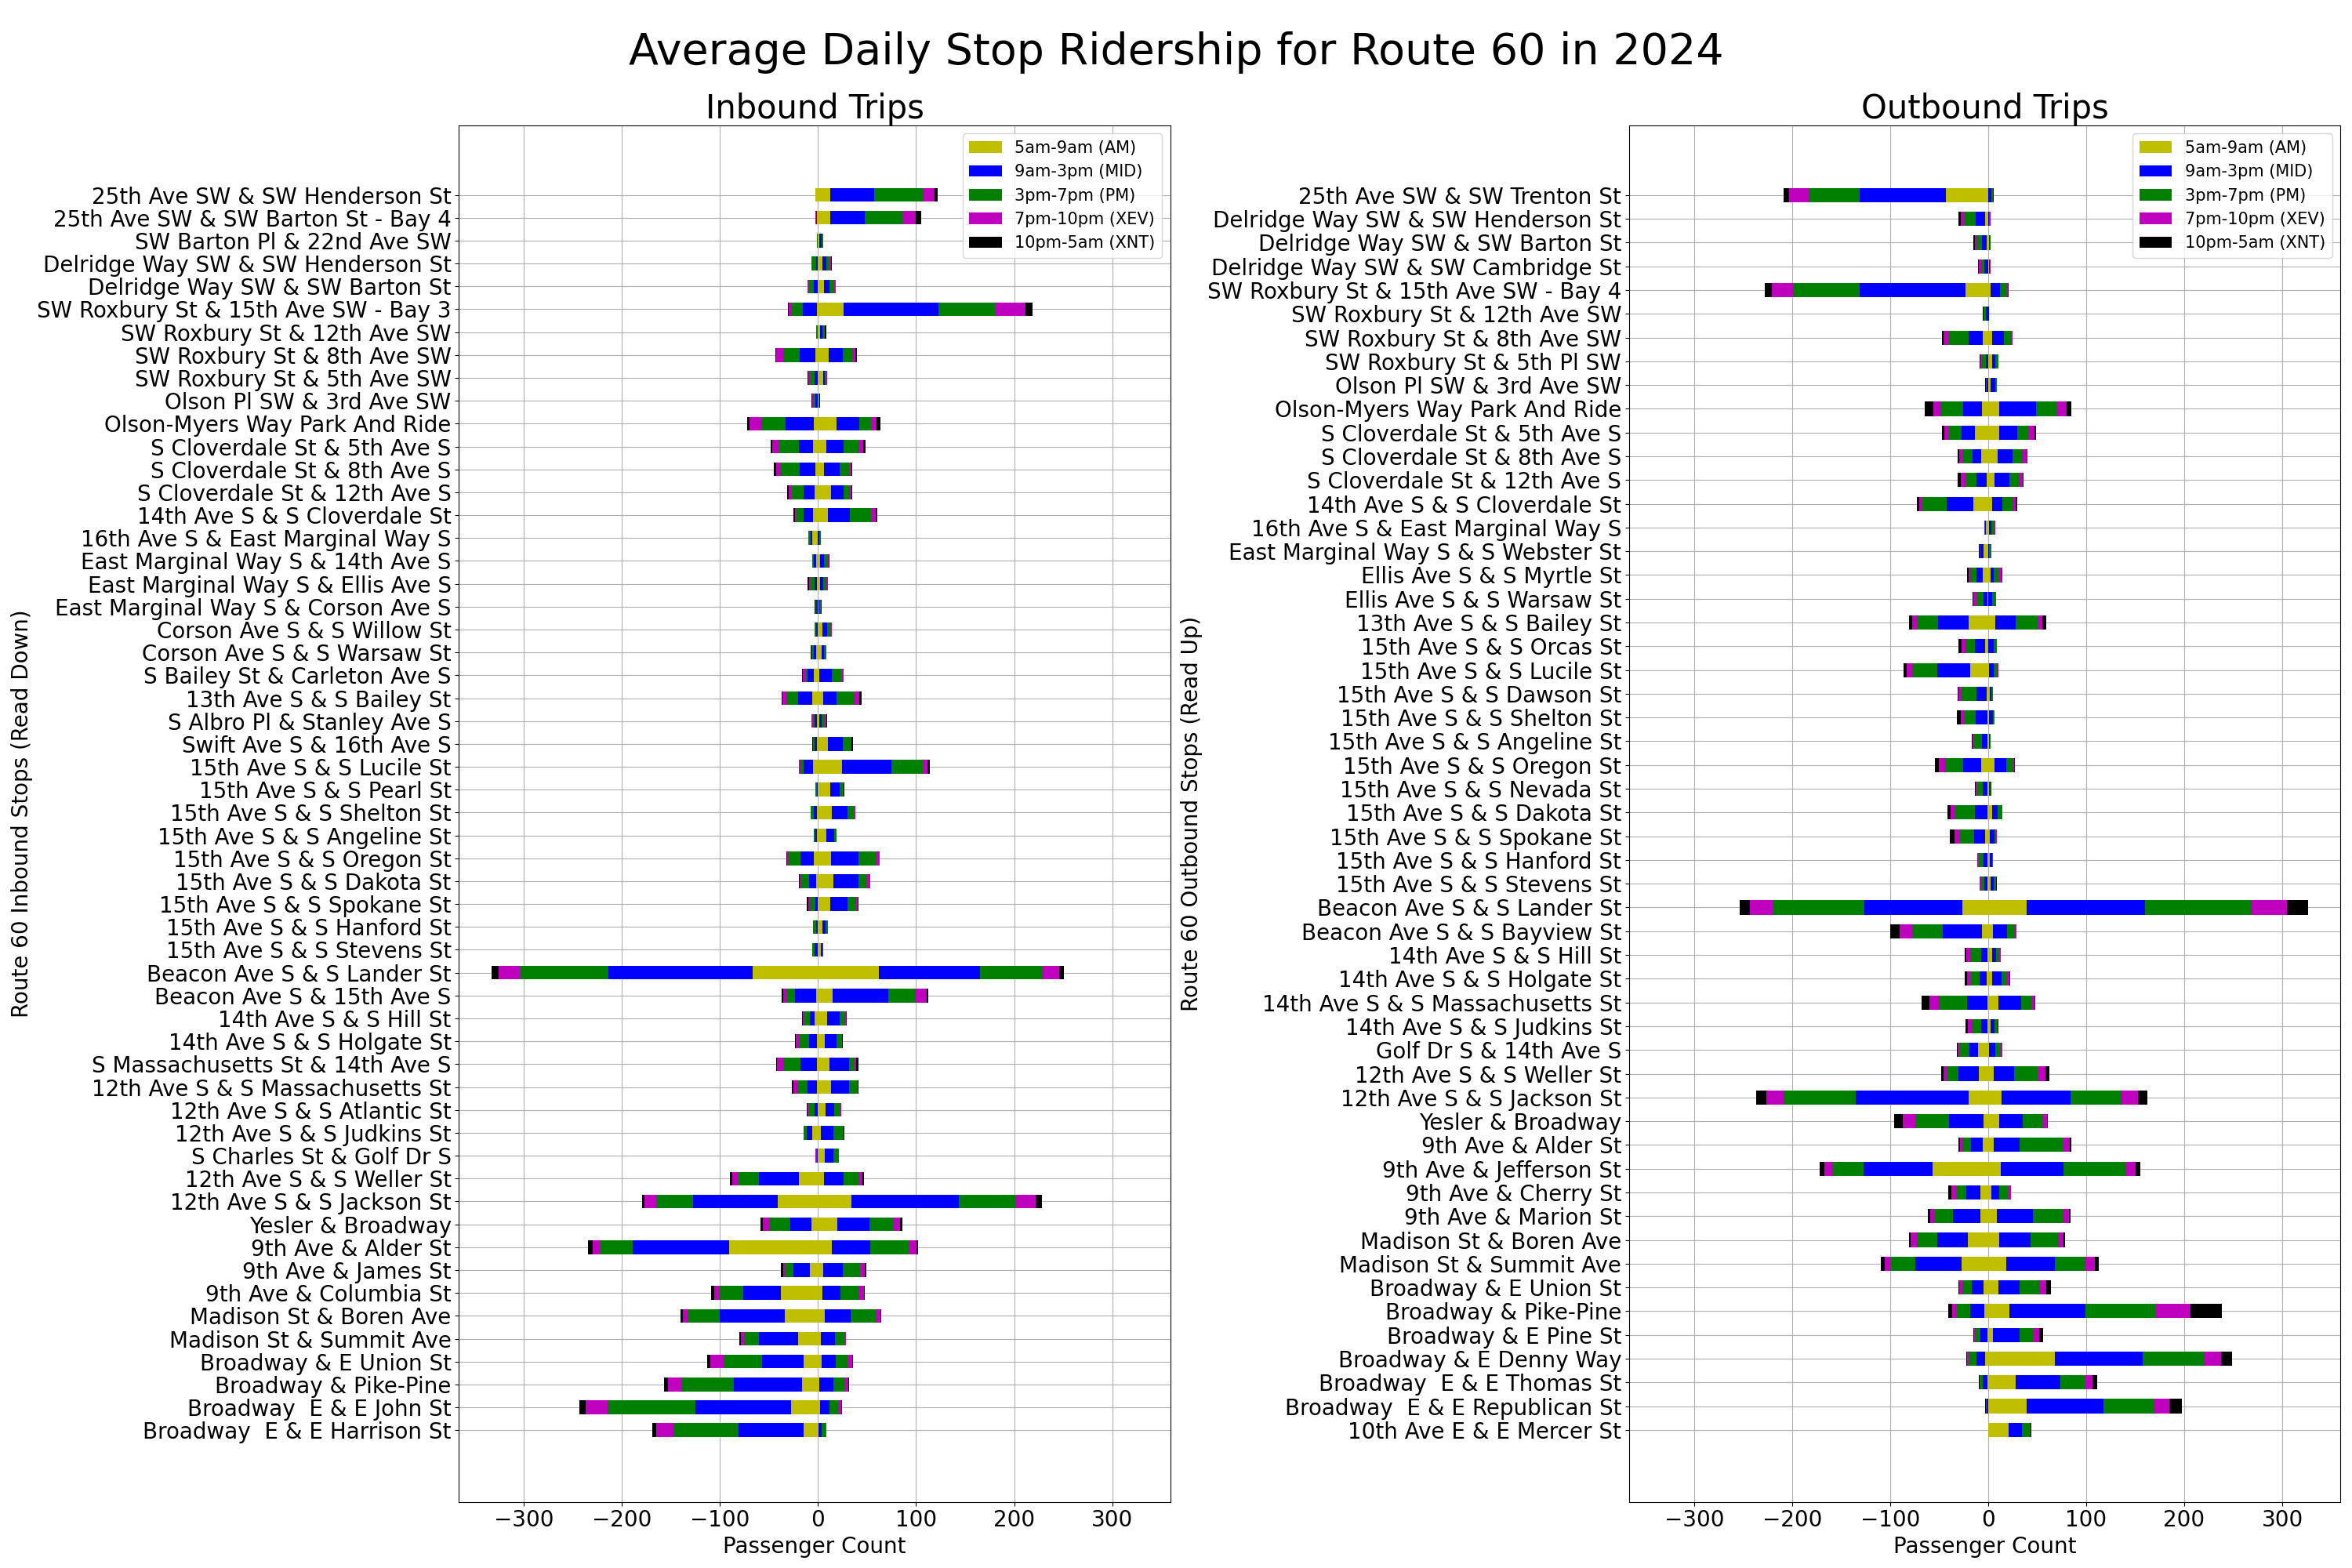 Average Daily Stop Ridership for Route 60 in 2024
Inbound Trips
5am-9am (AM)
9am-3pm (MID)
3pm-7pm (PM)
7pm-10pm (XEV)
10pm-5am (XNT)
Route 60 Inbound Stops (Read Down)
25th Ave SW & SW Henderson St
25th Ave SW & SW Barton St - Bay 4
SW Barton Pl & 22nd Ave SW
Delridge Way SW & SW Henderson St
Delridge Way SW & SW Barton St
SW Roxbury St & 15th Ave SW - Bay 3
SW Roxbury St & 12th Ave SW
SW Roxbury St & 8th Ave SW
SW Roxbury St & 5th Ave SW
Olson Pl SW & 3rd Ave SW
Olson-Myers Way Park And Ride
S Cloverdale St & 5th Ave S
S Cloverdale St & 8th Ave S
S Cloverdale St & 12th Ave S
14th Ave S & S Cloverdale St
16th Ave S & East Marginal Way S
East Marginal Way S & 14th Ave S
East Marginal Way S & Ellis Ave S
East Marginal Way S & Corson Ave S
Corson Ave S & S Willow St
Corson Ave S & S Warsaw St
S Bailey St & Carleton Ave S
13th Ave S & S Bailey St
S Albro Pl & Stanley Ave S
Swift Ave S & 16th Ave S
15th Ave S & S Lucile St
15th Ave S & S Pearl St
15th Ave S & S Shelton St
15th Ave S & S Angeline St
15th Ave S & S Oregon St
15th Ave S & S Dakota St
15th Ave S & S Spokane St
15th Ave S & S Hanford St
15th Ave S & S Stevens St
Beacon Ave S & S Lander St
Beacon Ave S & 15th Ave S
14th Ave S & S Hill St
14th Ave S & S Holgate St
S Massachusetts St & 14th Ave S
12th Ave S & S Massachusetts St
12th Ave S & S Atlantic St
12th Ave S & S Judkins St
S Charles St & Golf Dr S
12th Ave S & S Weller St
12th Ave S & S Jackson St
Yesler & Broadway
9th Ave & Alder St
9th Ave & James St
9th Ave & Columbia St
Madison St & Boren Ave
Madison St & Summit Ave
Broadway & E Union St
Broadway & Pike-Pine
Broadway  E & E John St
Broadway  E & E Harrison St
−300 −200 −100 0 100 200 300
Passenger Count
Outbound Trips
5am-9am (AM)
9am-3pm (MID)
3pm-7pm (PM)
7pm-10pm (XEV)
10pm-5am (XNT)
Route 60 Outbound Stops (Read Up)
25th Ave SW & SW Trenton St
Delridge Way SW & SW Henderson St
Delridge Way SW & SW Barton St
Delridge Way SW & SW Cambridge St
SW Roxbury St & 15th Ave SW - Bay 4
SW Roxbury St & 12th Ave SW
SW Roxbury St & 8th Ave SW
SW Roxbury St & 5th Pl SW
Olson Pl SW & 3rd Ave SW
Olson-Myers Way Park And Ride
S Cloverdale St & 5th Ave S
S Cloverdale St & 8th Ave S
S Cloverdale St & 12th Ave S
14th Ave S & S Cloverdale St
16th Ave S & East Marginal Way S
East Marginal Way S & S Webster St
Ellis Ave S & S Myrtle St
Ellis Ave S & S Warsaw St
13th Ave S & S Bailey St
15th Ave S & S Orcas St
15th Ave S & S Lucile St
15th Ave S & S Dawson St
15th Ave S & S Shelton St
15th Ave S & S Angeline St
15th Ave S & S Oregon St
15th Ave S & S Nevada St
15th Ave S & S Dakota St
15th Ave S & S Spokane St
15th Ave S & S Hanford St
15th Ave S & S Stevens St
Beacon Ave S & S Lander St
Beacon Ave S & S Bayview St
14th Ave S & S Hill St
14th Ave S & S Holgate St
14th Ave S & S Massachusetts St
14th Ave S & S Judkins St
Golf Dr S & 14th Ave S
12th Ave S & S Weller St
12th Ave S & S Jackson St
Yesler & Broadway
9th Ave & Alder St
9th Ave & Jefferson St
9th Ave & Cherry St
9th Ave & Marion St
Madison St & Boren Ave
Madison St & Summit Ave
Broadway & E Union St
Broadway & Pike-Pine
Broadway & E Pine St
Broadway & E Denny Way
Broadway  E & E Thomas St
Broadway  E & E Republican St
10th Ave E & E Mercer St
−300 −200 −100 0 100 200 300
Passenger Count